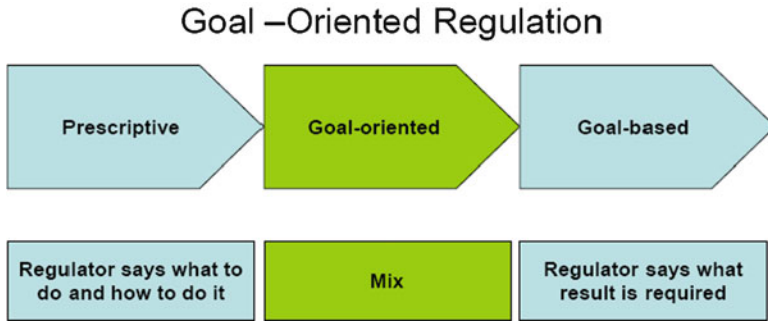 Goal –Oriented Regulation
Prescriptive
Goal-oriented
Goal-based
Regulator says what to
do and how to do it
Mix
Regulator says what
result is required